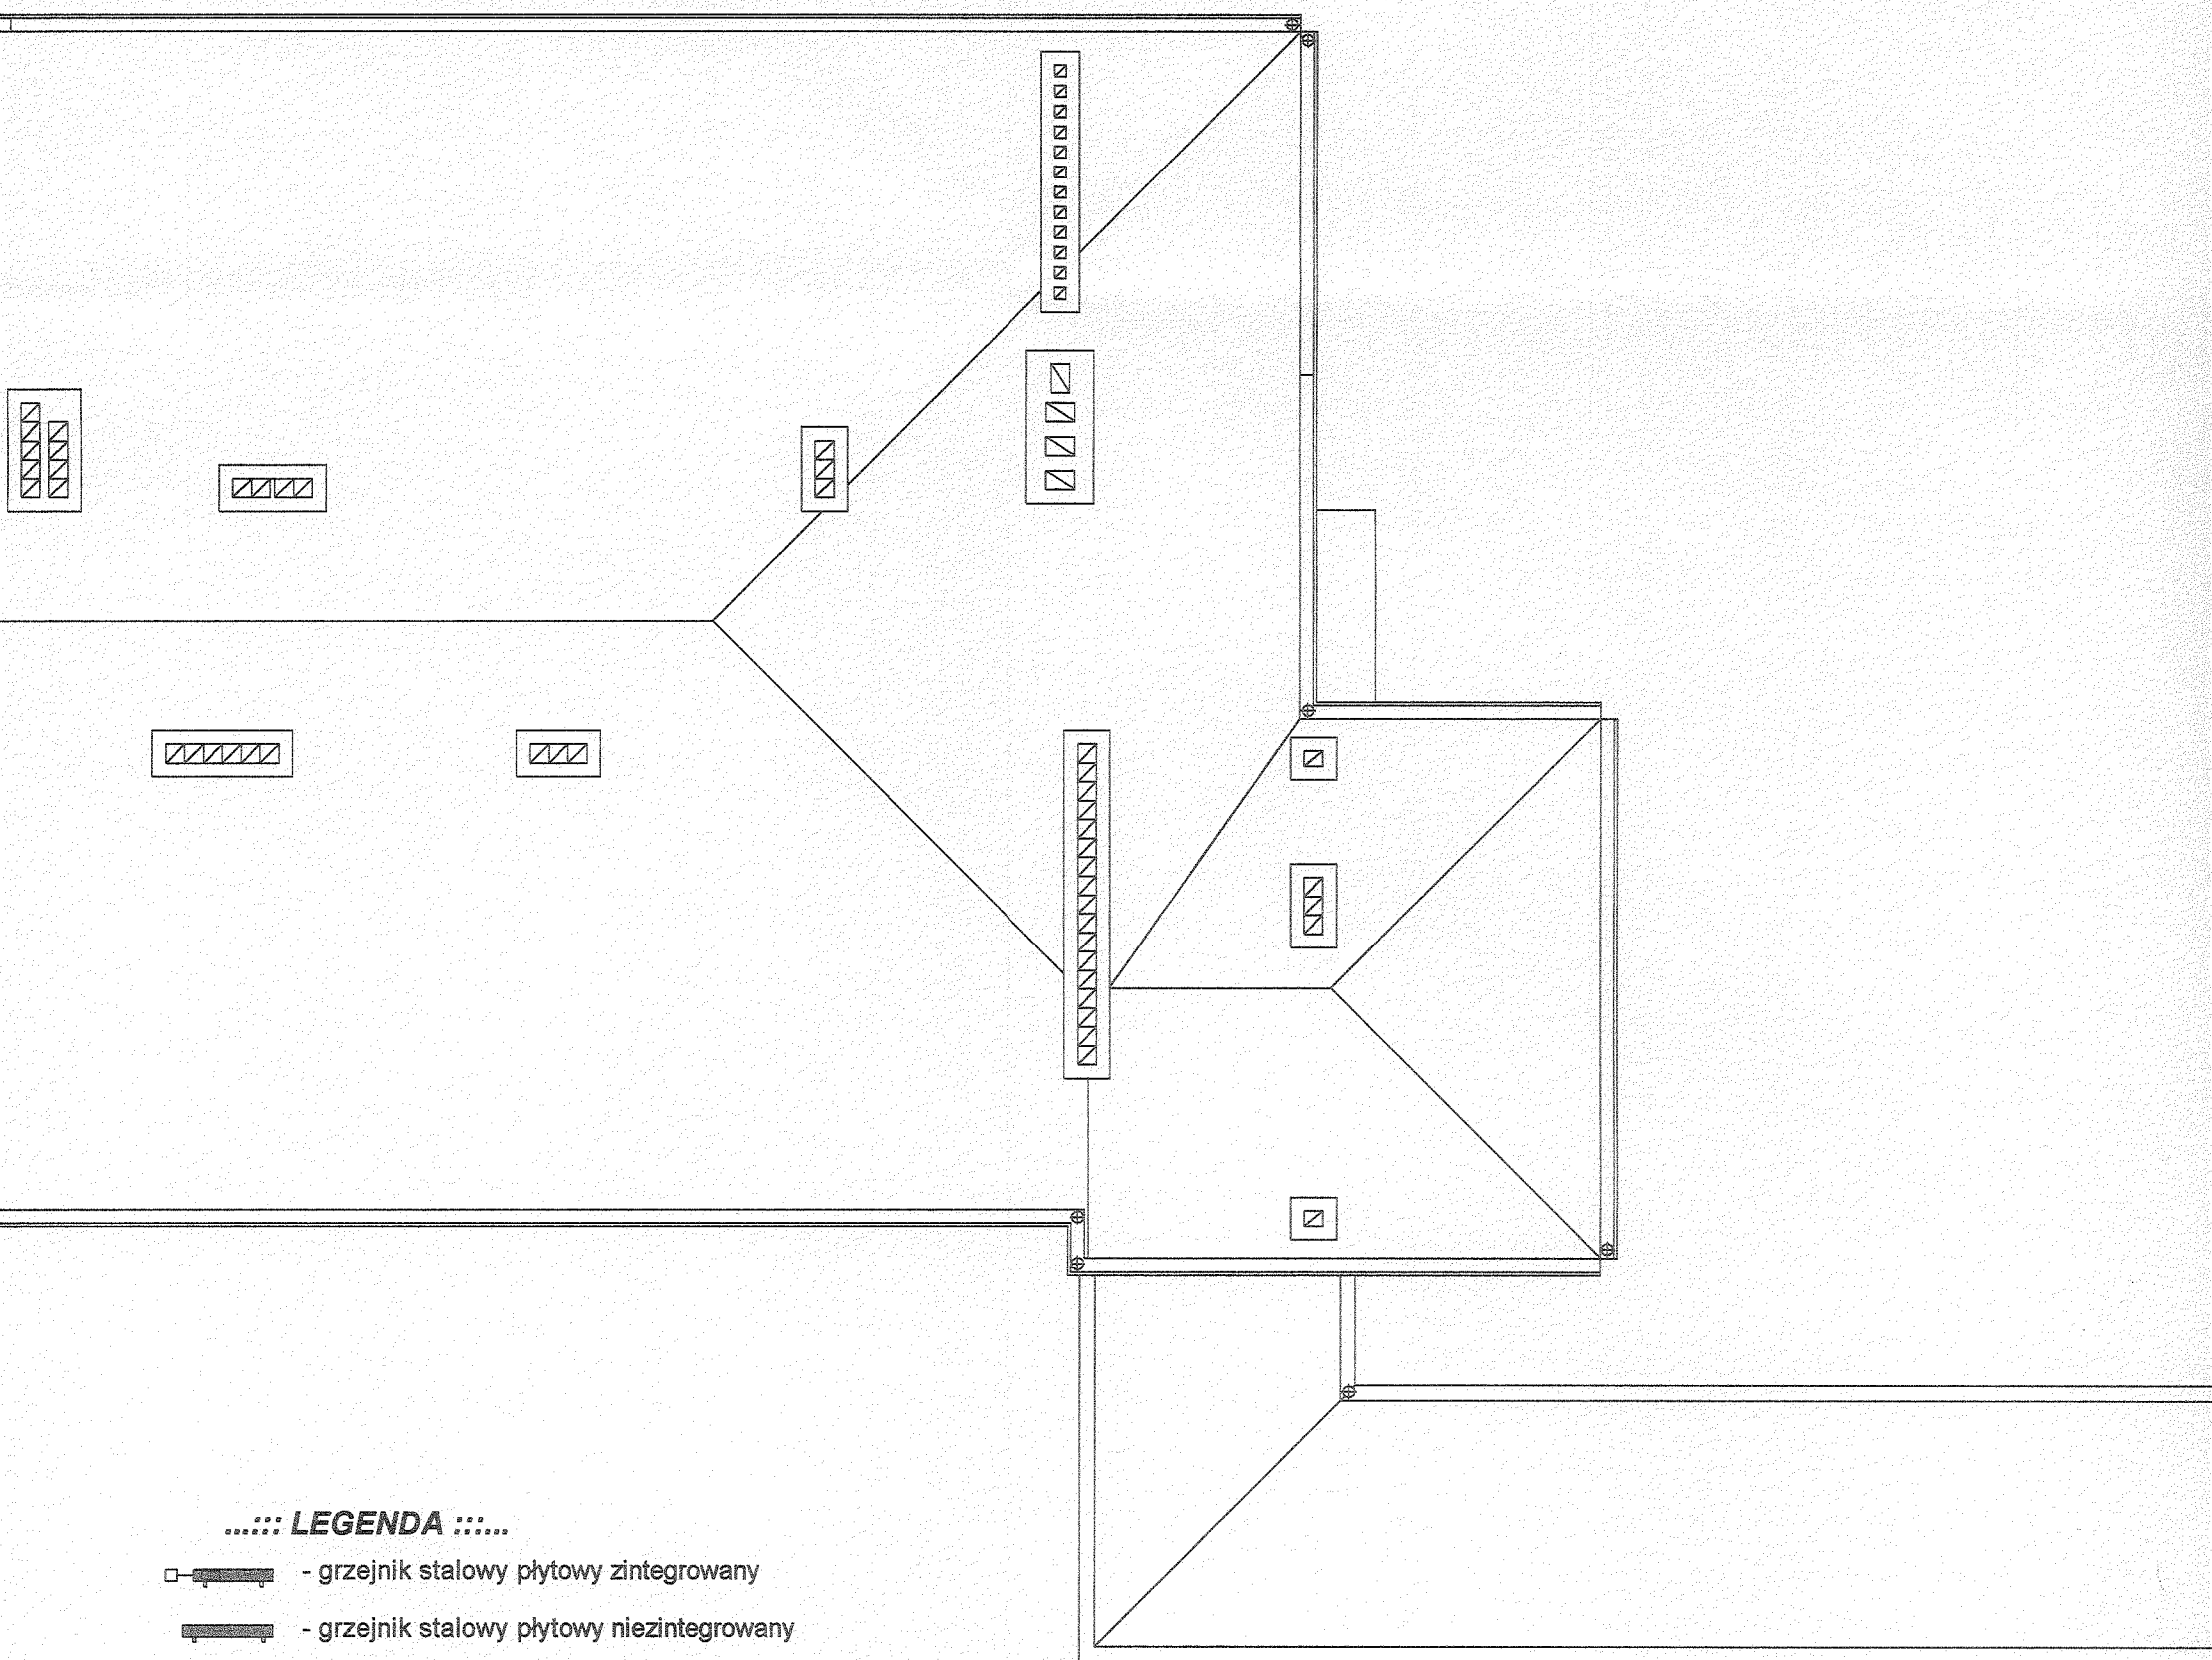 ...::: LEGENDA :::...
- grzejnik stalowy płytowy zintegrowany
- grzejnik stalowy płytowy niezintegrowany